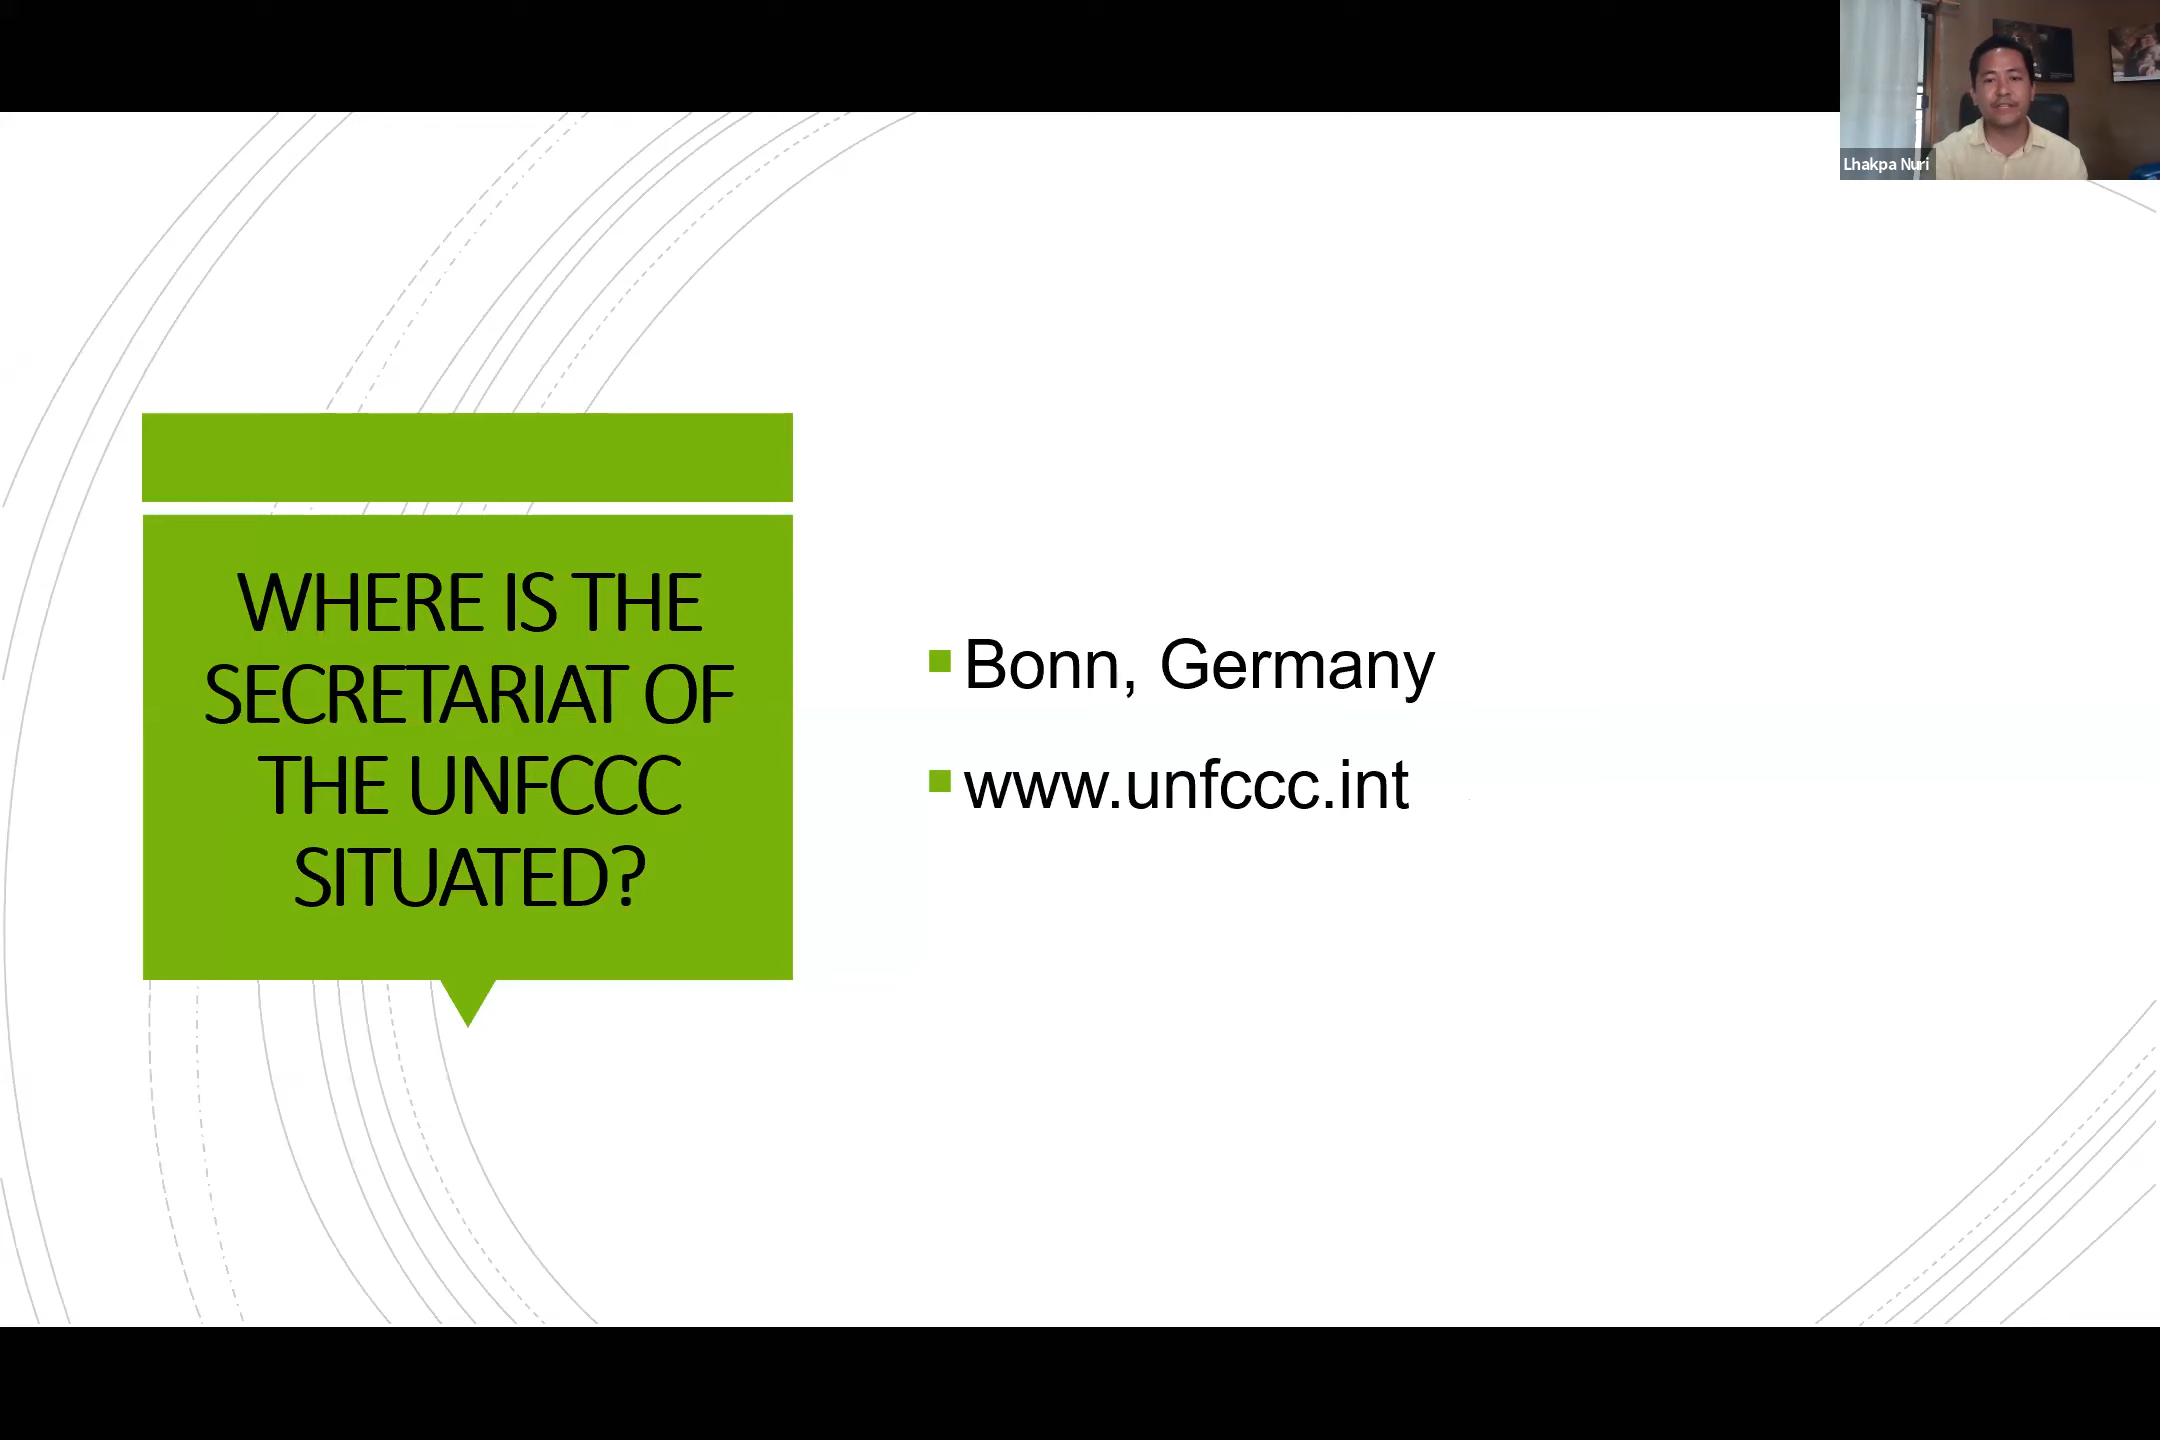 Lhakpa Nuri
WHERE IS THE
SECRETARIAT OF
THE UNFCCC
SITUATED?
Bonn, Germany
www.unfccc.int